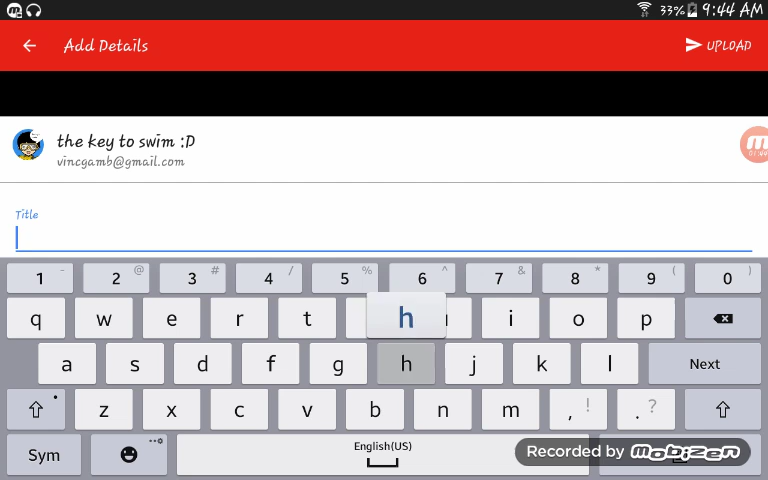 33% 9:44 AM
Add Details
UPLOAD
the key to swim :D
vincgamb@gmail.com
Title
1 - 2 @ 3 # 4 / 5 % 6 ^ 7 & 8 * 9 ( 0 )
q w e r t h i o p
a s d f g h j k l Next
z x c v b n m , ! . ?
Sym English(US)
Recorded by mobizen